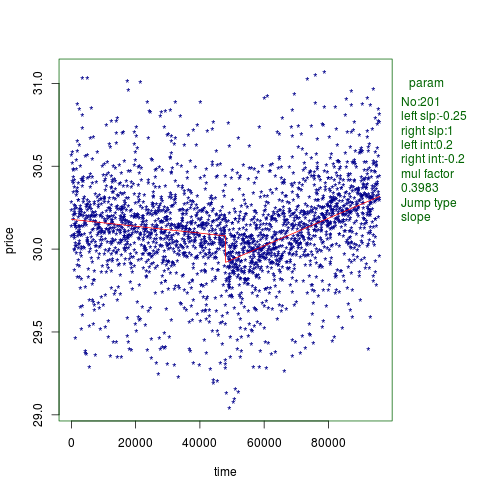 param
No:201
left slp:-0.25
right slp:1
left int:0.2
right int:-0.2
mul factor
0.3983
Jump type
slope
price
31.0
30.5
30.0
29.5
29.0
0 20000 40000 60000 80000
time